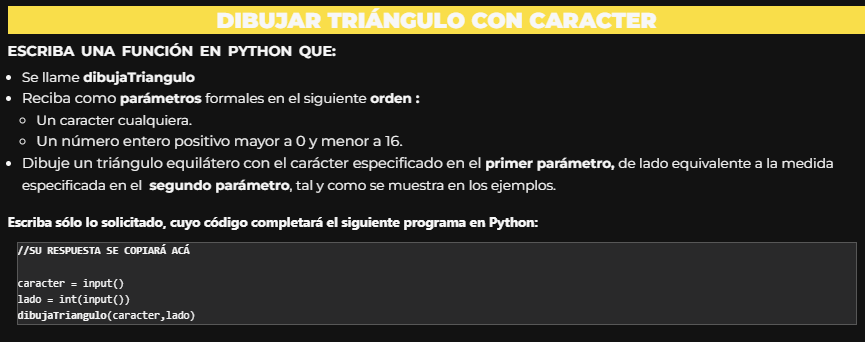 DIBUJAR TRIÁNGULO CON CARACTER
ESCRIBA UNA FUNCIÓN EN PYTHON QUE:
• Se llame dibujaTriangulo
• Reciba como parámetros formales en el siguiente orden :
○ Un caracter cualquiera.
○ Un número entero positivo mayor a 0 y menor a 16.
• Dibuje un triángulo equilátero con el carácter especificado en el primer parámetro, de lado equivalente a la medida
especificada en el segundo parámetro, tal y como se muestra en los ejemplos.
Escriba sólo lo solicitado, cuyo código completará el siguiente programa en Python:
//SU RESPUESTA SE COPIARÁ ACÁ
caracter = input()
lado = int(input())
dibujaTriangulo(caracter,lado)